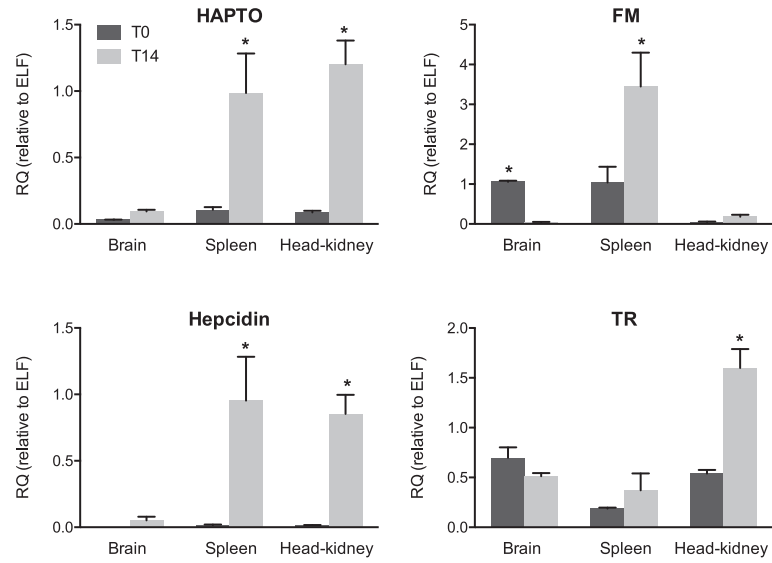 HAPTO
T0
T14
RQ (relative to ELF)
1.5
1.0
0.5
0.0
*
*
Brain Spleen Head-kidney
FM
RQ (relative to ELF)
5
4
3
2
1
0
*
*
Brain Spleen Head-kidney
Hepcidin
RQ (relative to ELF)
1.5
1.0
0.5
0.0
*
*
Brain Spleen Head-kidney
TR
RQ (relative to ELF)
2.0
1.5
1.0
0.5
0.0
*
Brain Spleen Head-kidney